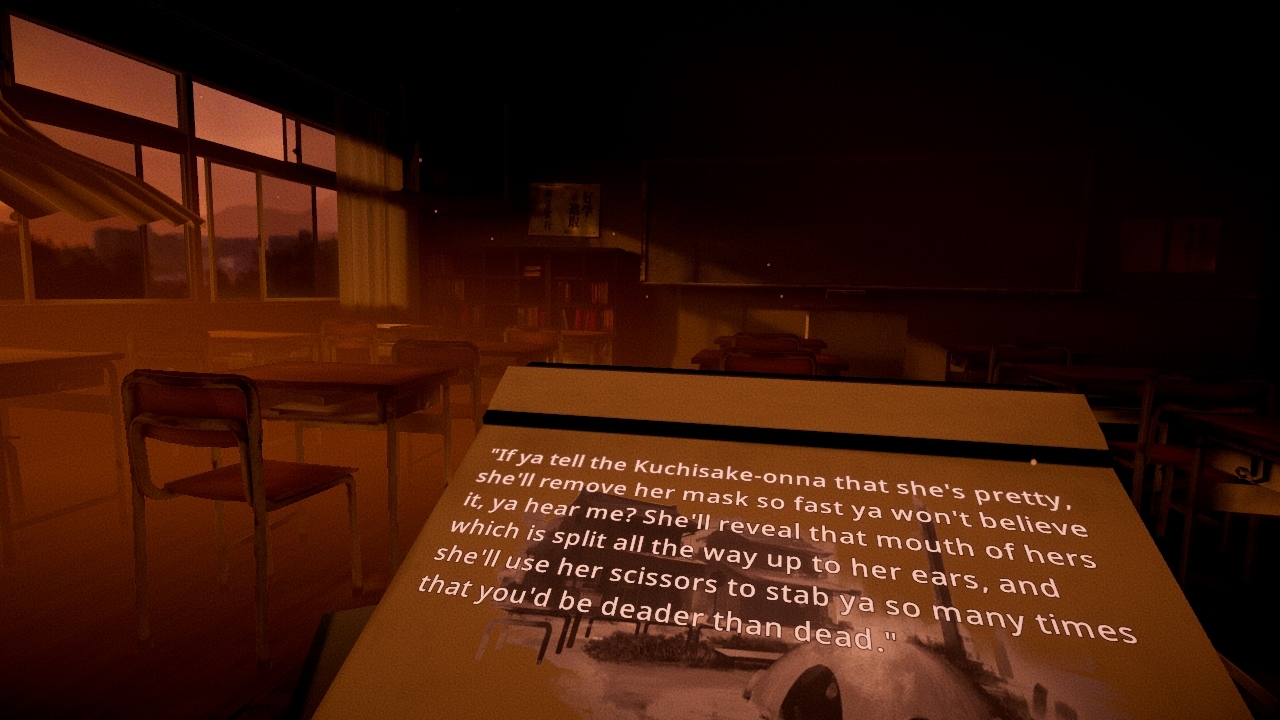 "If ya tell the Kuchisake-onna that she's pretty,
she'll remove her mask so fast ya won't believe
it, ya hear me? She'll reveal that mouth of hers
which is split all the way up to her ears, and
she'll use her scissors to stab ya so many times
that you'd be deader than dead."